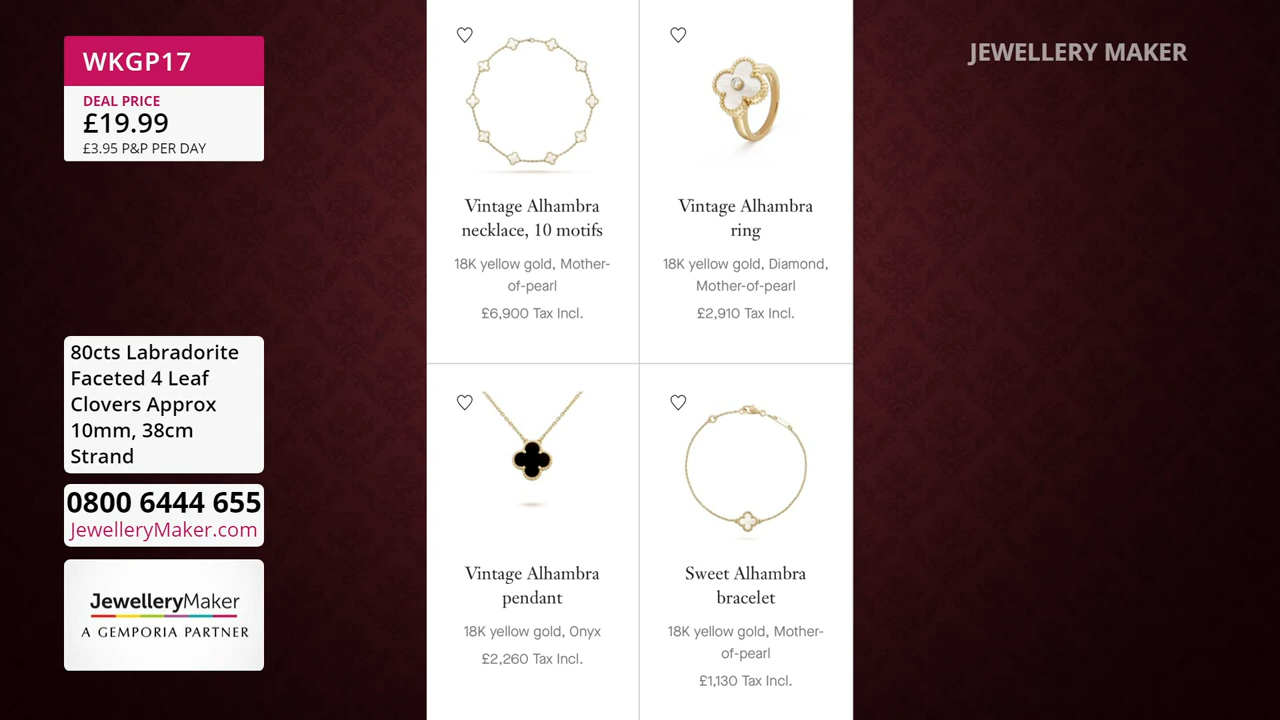 WKGP17
DEAL PRICE
£19.99
£3.95 P&P PER DAY
80cts Labradorite
Faceted 4 Leaf
Clovers Approx
10mm, 38cm
Strand
0800 6444 655
JewelleryMaker.com
JewelleryMaker
A GEMPORIA PARTNER
Vintage Alhambra
necklace, 10 motifs
18K yellow gold, Mother-
of-pearl
£6,900 Tax Incl.
Vintage Alhambra
ring
18K yellow gold, Diamond,
Mother-of-pearl
£2,910 Tax Incl.
Vintage Alhambra
pendant
18K yellow gold, Onyx
£2,260 Tax Incl.
Sweet Alhambra
bracelet
18K yellow gold, Mother-
of-pearl
£1,130 Tax Incl.
JEWELLERY MAKER